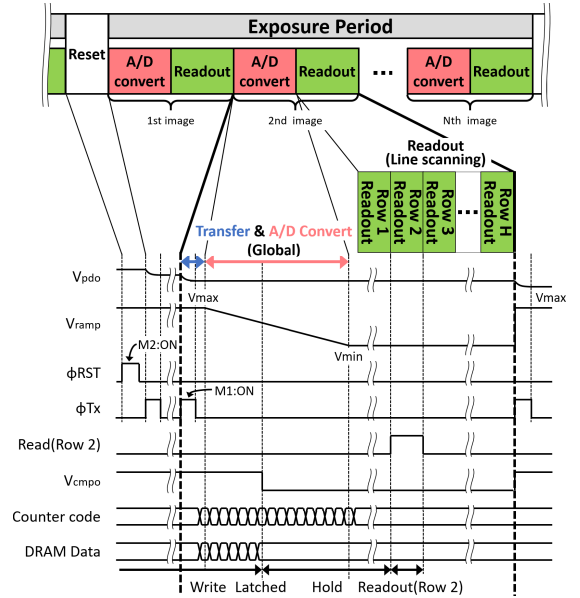 Exposure Period
Reset
A/D convert
Readout
A/D convert
Readout
...
A/D convert
Readout
1st image
2nd image
Nth image
Readout
(Line scanning)
Row 1 Readout
Row 2 Readout
Row 3 Readout
...
Row H Readout
Transfer & A/D Convert
(Global)
Vpdo
Vmax
Vmax
Vramp
Vmin
M2:ON
ϕRST
M1:ON
ϕTx
Read(Row 2)
Vcmpo
Counter code
DRAM Data
Write Latched Hold Readout(Row 2)